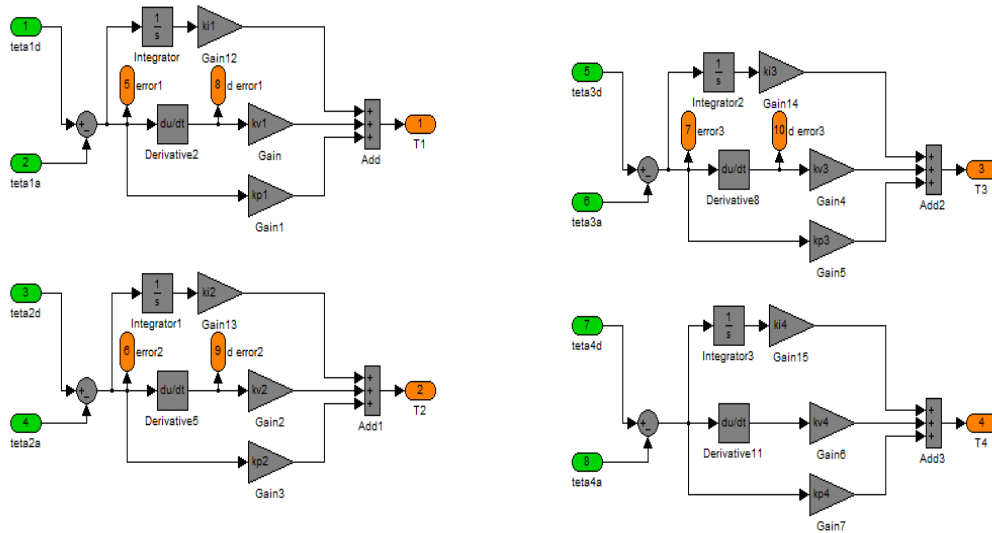 1
teta1d
1
s
Integrator
ki1
Gain12
5
error1
8
d error1
+
−
du/dt
Derivative2
kv1
Gain
+
+
+
Add
1
T1
2
teta1a
kp1
Gain1
3
teta2d
1
s
Integrator1
ki2
Gain13
6
error2
9
d error2
+
−
du/dt
Derivative5
kv2
Gain2
+
+
+
Add1
2
T2
4
teta2a
kp2
Gain3
5
teta3d
1
s
Integrator2
ki3
Gain14
7
error3
10
d error3
+
−
du/dt
Derivative8
kv3
Gain4
+
+
+
Add2
3
T3
6
teta3a
kp3
Gain5
7
teta4d
1
s
Integrator3
ki4
Gain15
+
−
du/dt
Derivative11
kv4
Gain6
+
+
+
Add3
4
T4
8
teta4a
kp4
Gain7